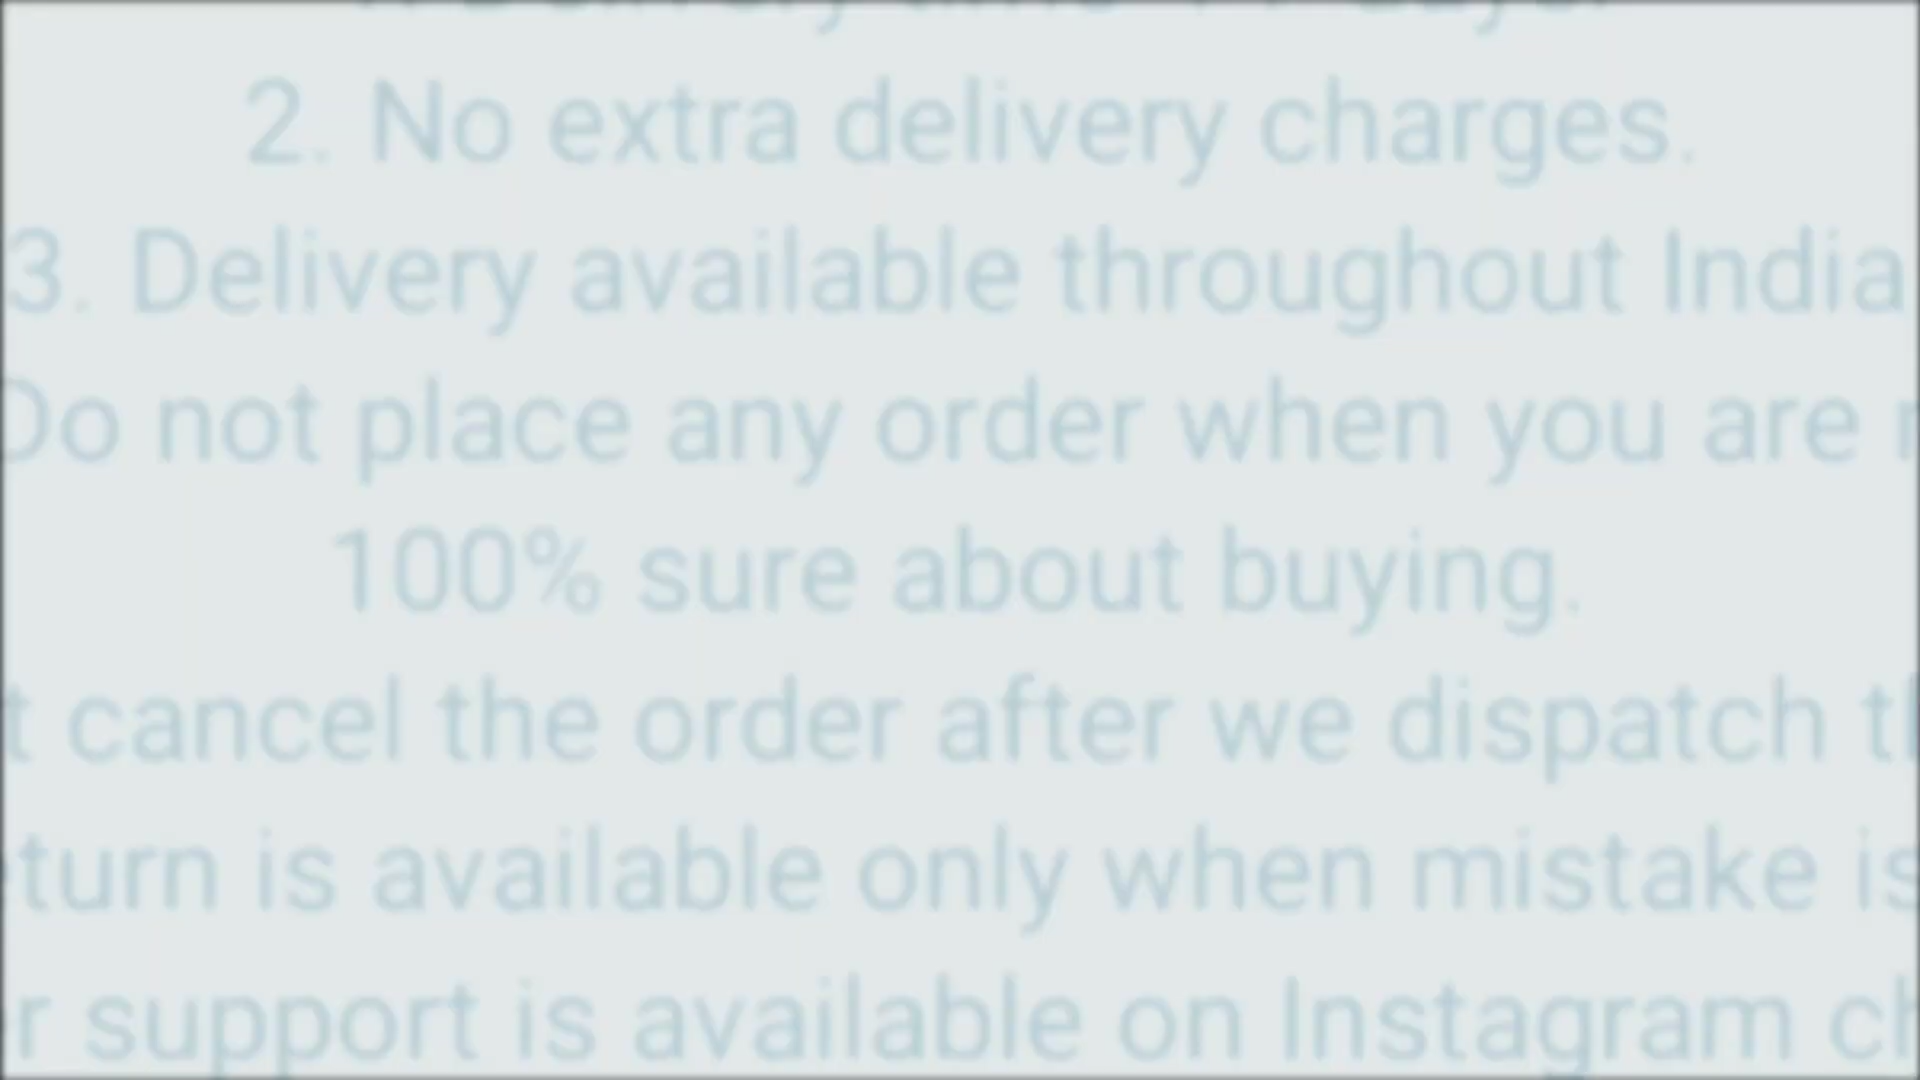 2. No extra delivery charges.
3. Delivery available throughout India
Do not place any order when you are
100% sure about buying.
cancel the order after we dispatch
is available only when mistake is
support is available on Instagram